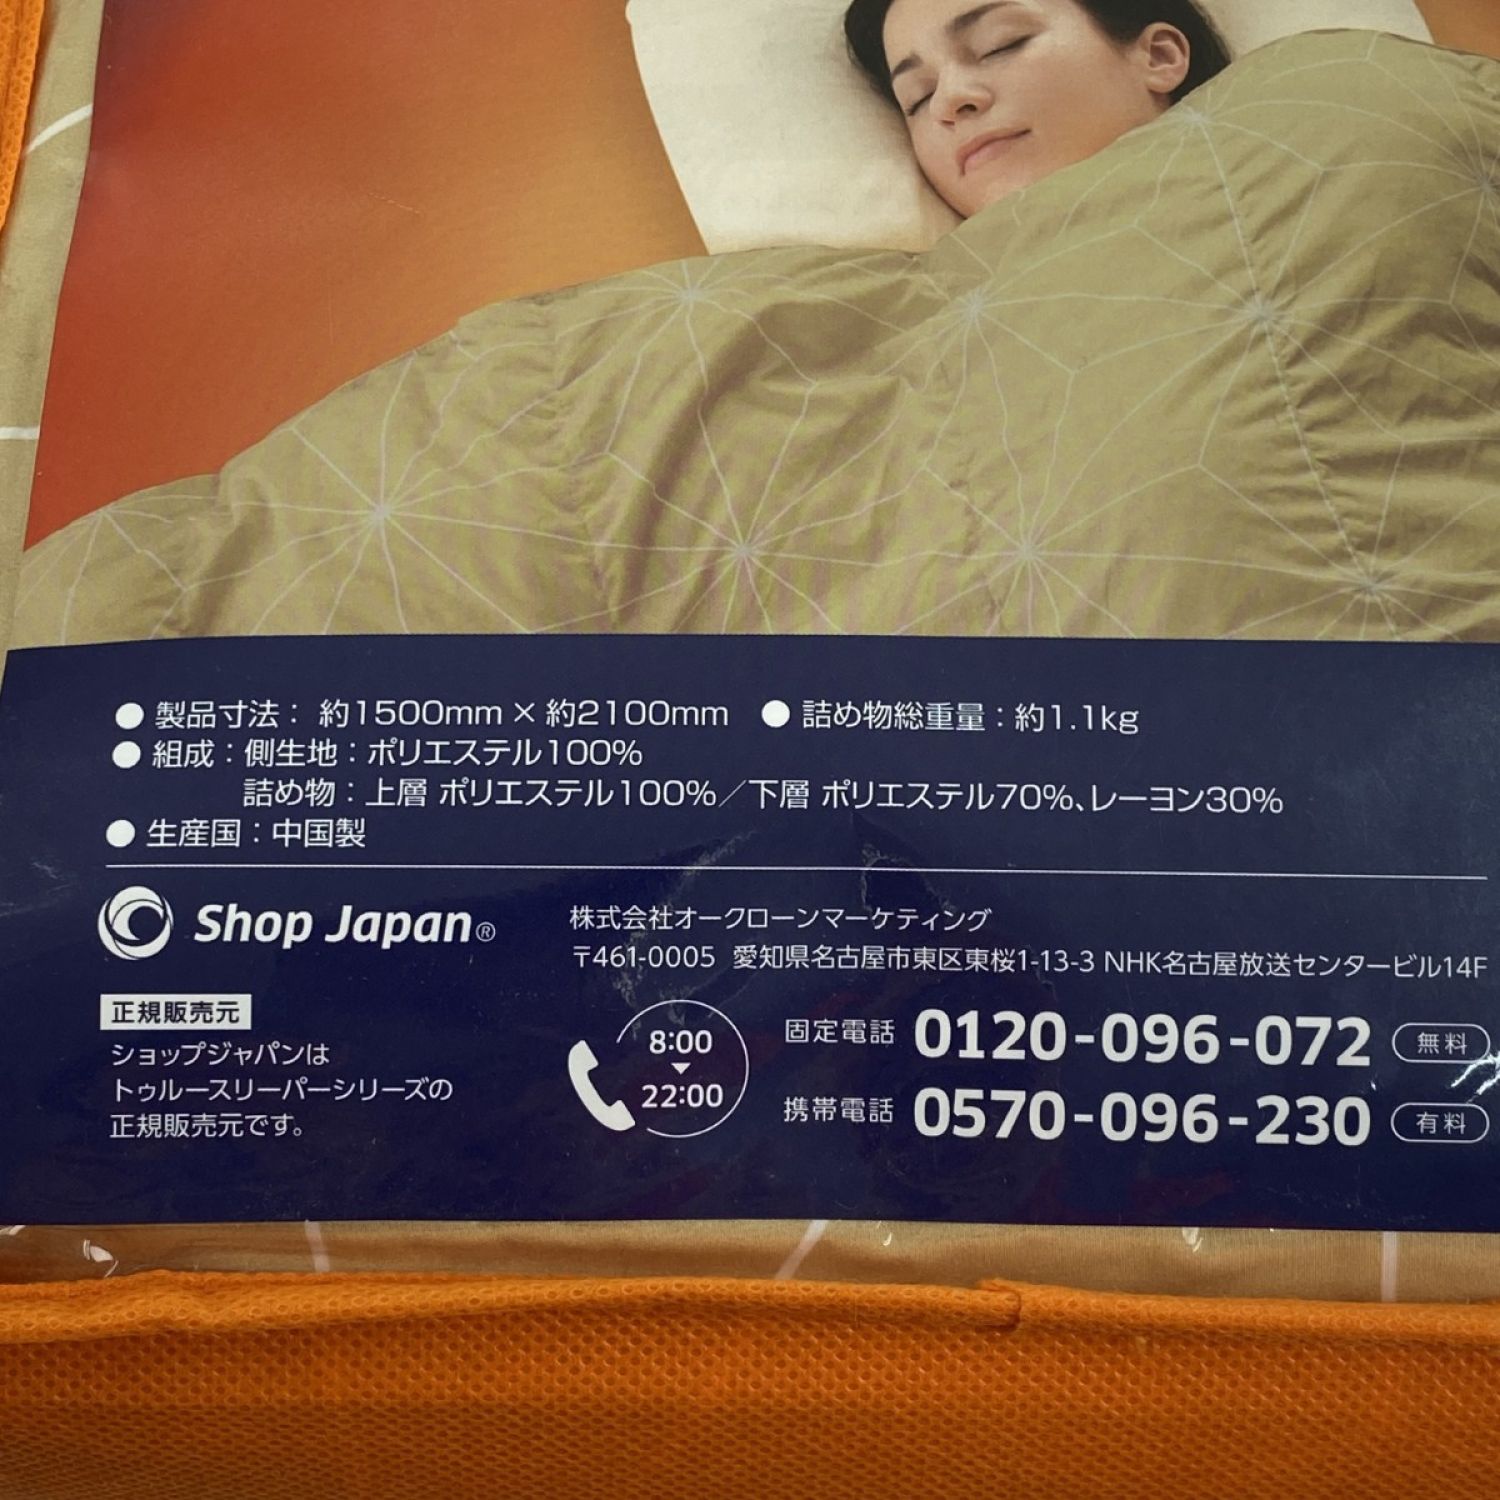 ● 製品寸法：約1500mm×約2100mm ● 詰め物総重量：約1.1kg
● 組成：側生地：ポリエステル100%
詰め物：上層 ポリエステル100%／下層 ポリエステル70%、レーヨン30%
● 生産国：中国製
Shop Japan®
株式会社オークローンマーケティング
〒461-0005 愛知県名古屋市東区東桜1-13-3 NHK名古屋放送センタービル14F
正規販売元
ショップジャパンは
トゥルースリーパーシリーズの
正規販売元です。
8:00
22:00
固定電話 0120-096-072 無料
携帯電話 0570-096-230 有料